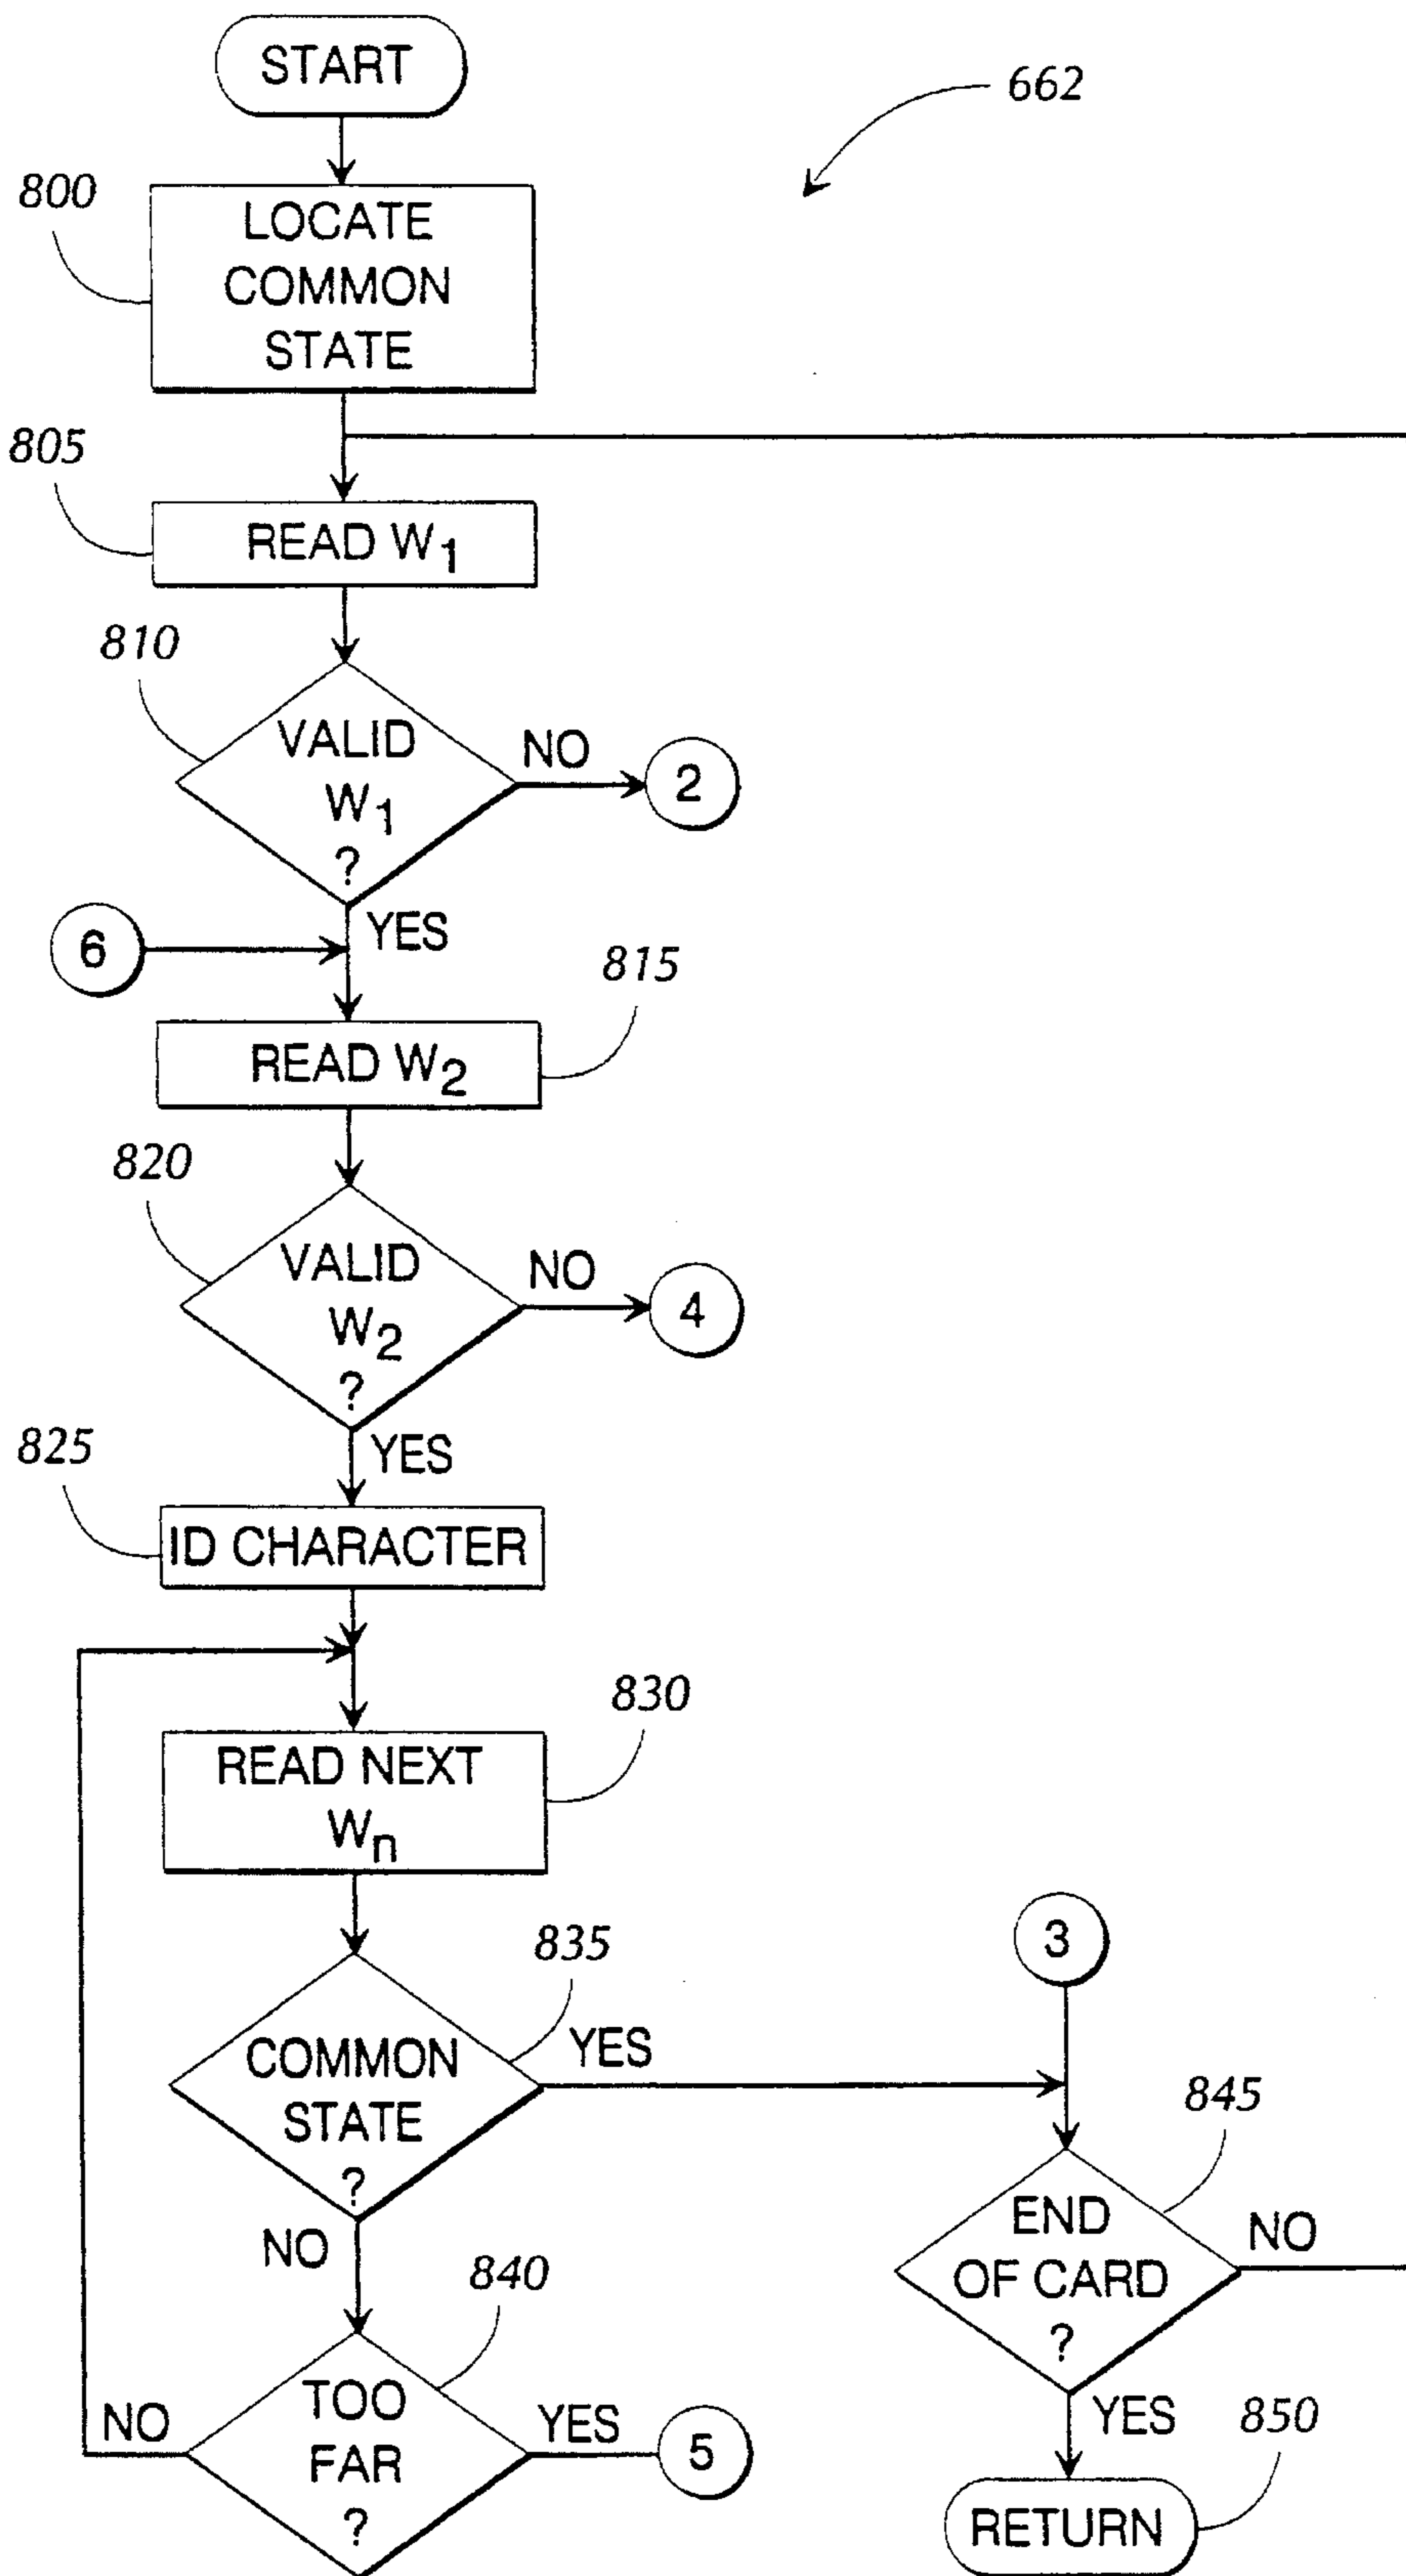 START
662
800
LOCATE
COMMON
STATE
805
READ W1
810
VALID
W1
?
NO
2
YES
6
815
READ W2
820
VALID
W2
?
NO
4
YES
825
ID CHARACTER
830
READ NEXT
Wn
3
835
COMMON
STATE
?
YES
NO
845
END
OF CARD
?
NO
840
TOO
FAR
?
NO
YES
5
YES
850
RETURN